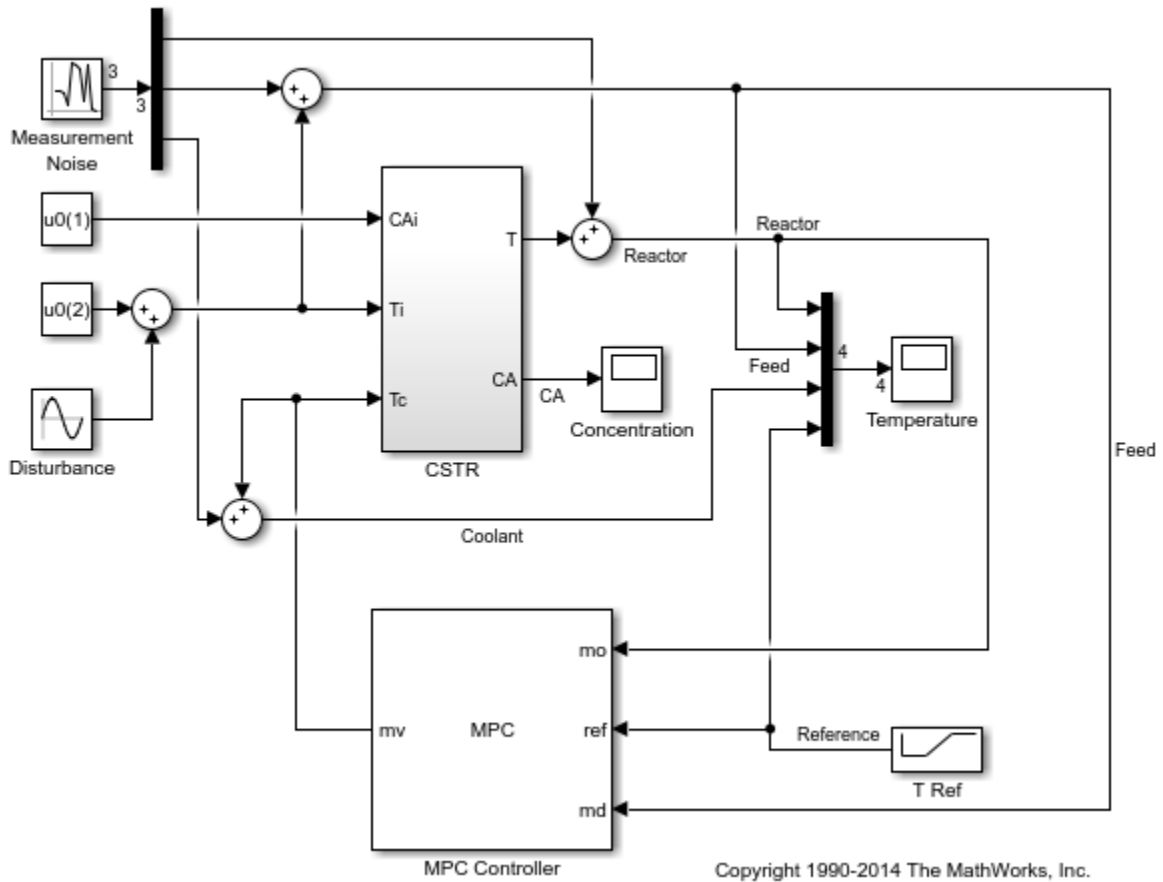 3
3
Measurement
Noise
u0(1)
u0(2)
Disturbance
CAi
Ti
Tc
T
CA
CSTR
Reactor
Reactor
CA
Concentration
Feed
4
4
Temperature
Feed
Coolant
mo
mv
MPC
ref
md
MPC Controller
Reference
T Ref
Copyright 1990-2014 The MathWorks, Inc.